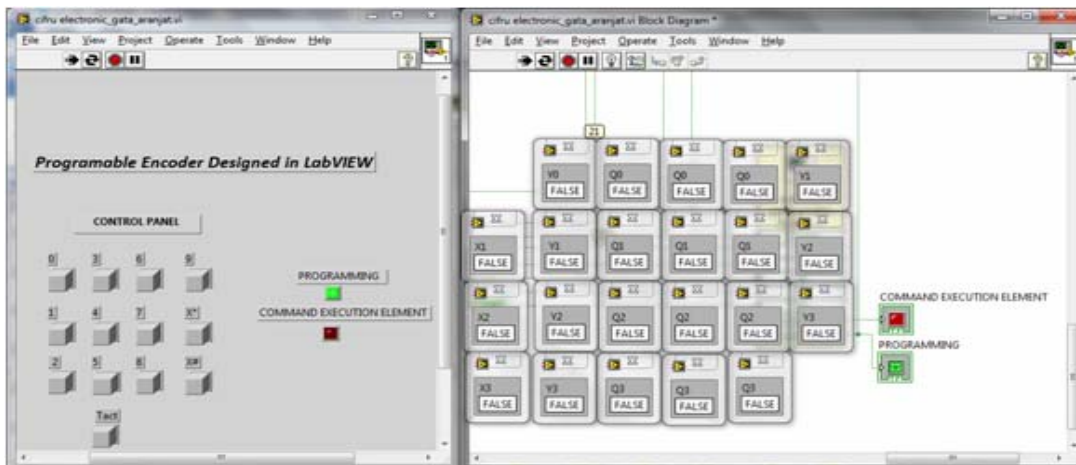 cifru electronic_gata_aranjat.vi
File Edit View Project Operate Tools Window Help
Programable Encoder Designed in LabVIEW
CONTROL PANEL
0 3 6 9
PROGRAMMING
COMMAND EXECUTION ELEMENT
1 4 7 X*
2 5 8 X#
Tact
cifru electronic_gata_aranjat.vi Block Diagram *
File Edit View Project Operate Tools Window Help
21
Y0 Q0 Q0 Q0 Y1
FALSE FALSE FALSE FALSE FALSE
X1 Y1 Q1 Q1 Q1 Y2
FALSE FALSE FALSE FALSE FALSE FALSE
X2 Y2 Q2 Q2 Q2 Y3
FALSE FALSE FALSE FALSE FALSE FALSE
X3 Y3 Q3 Q3 Q3
FALSE FALSE FALSE FALSE FALSE
COMMAND EXECUTION ELEMENT
PROGRAMMING